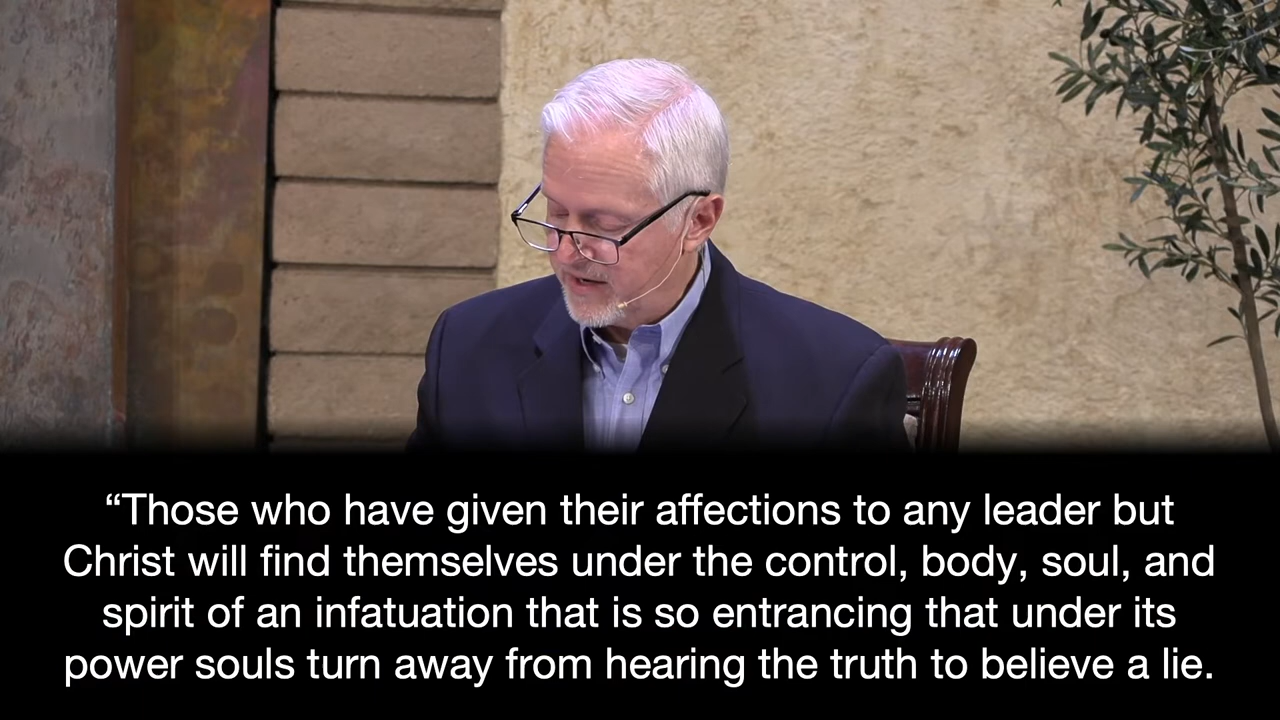 “Those who have given their affections to any leader but
Christ will find themselves under the control, body, soul, and
spirit of an infatuation that is so entrancing that under its
power souls turn away from hearing the truth to believe a lie.